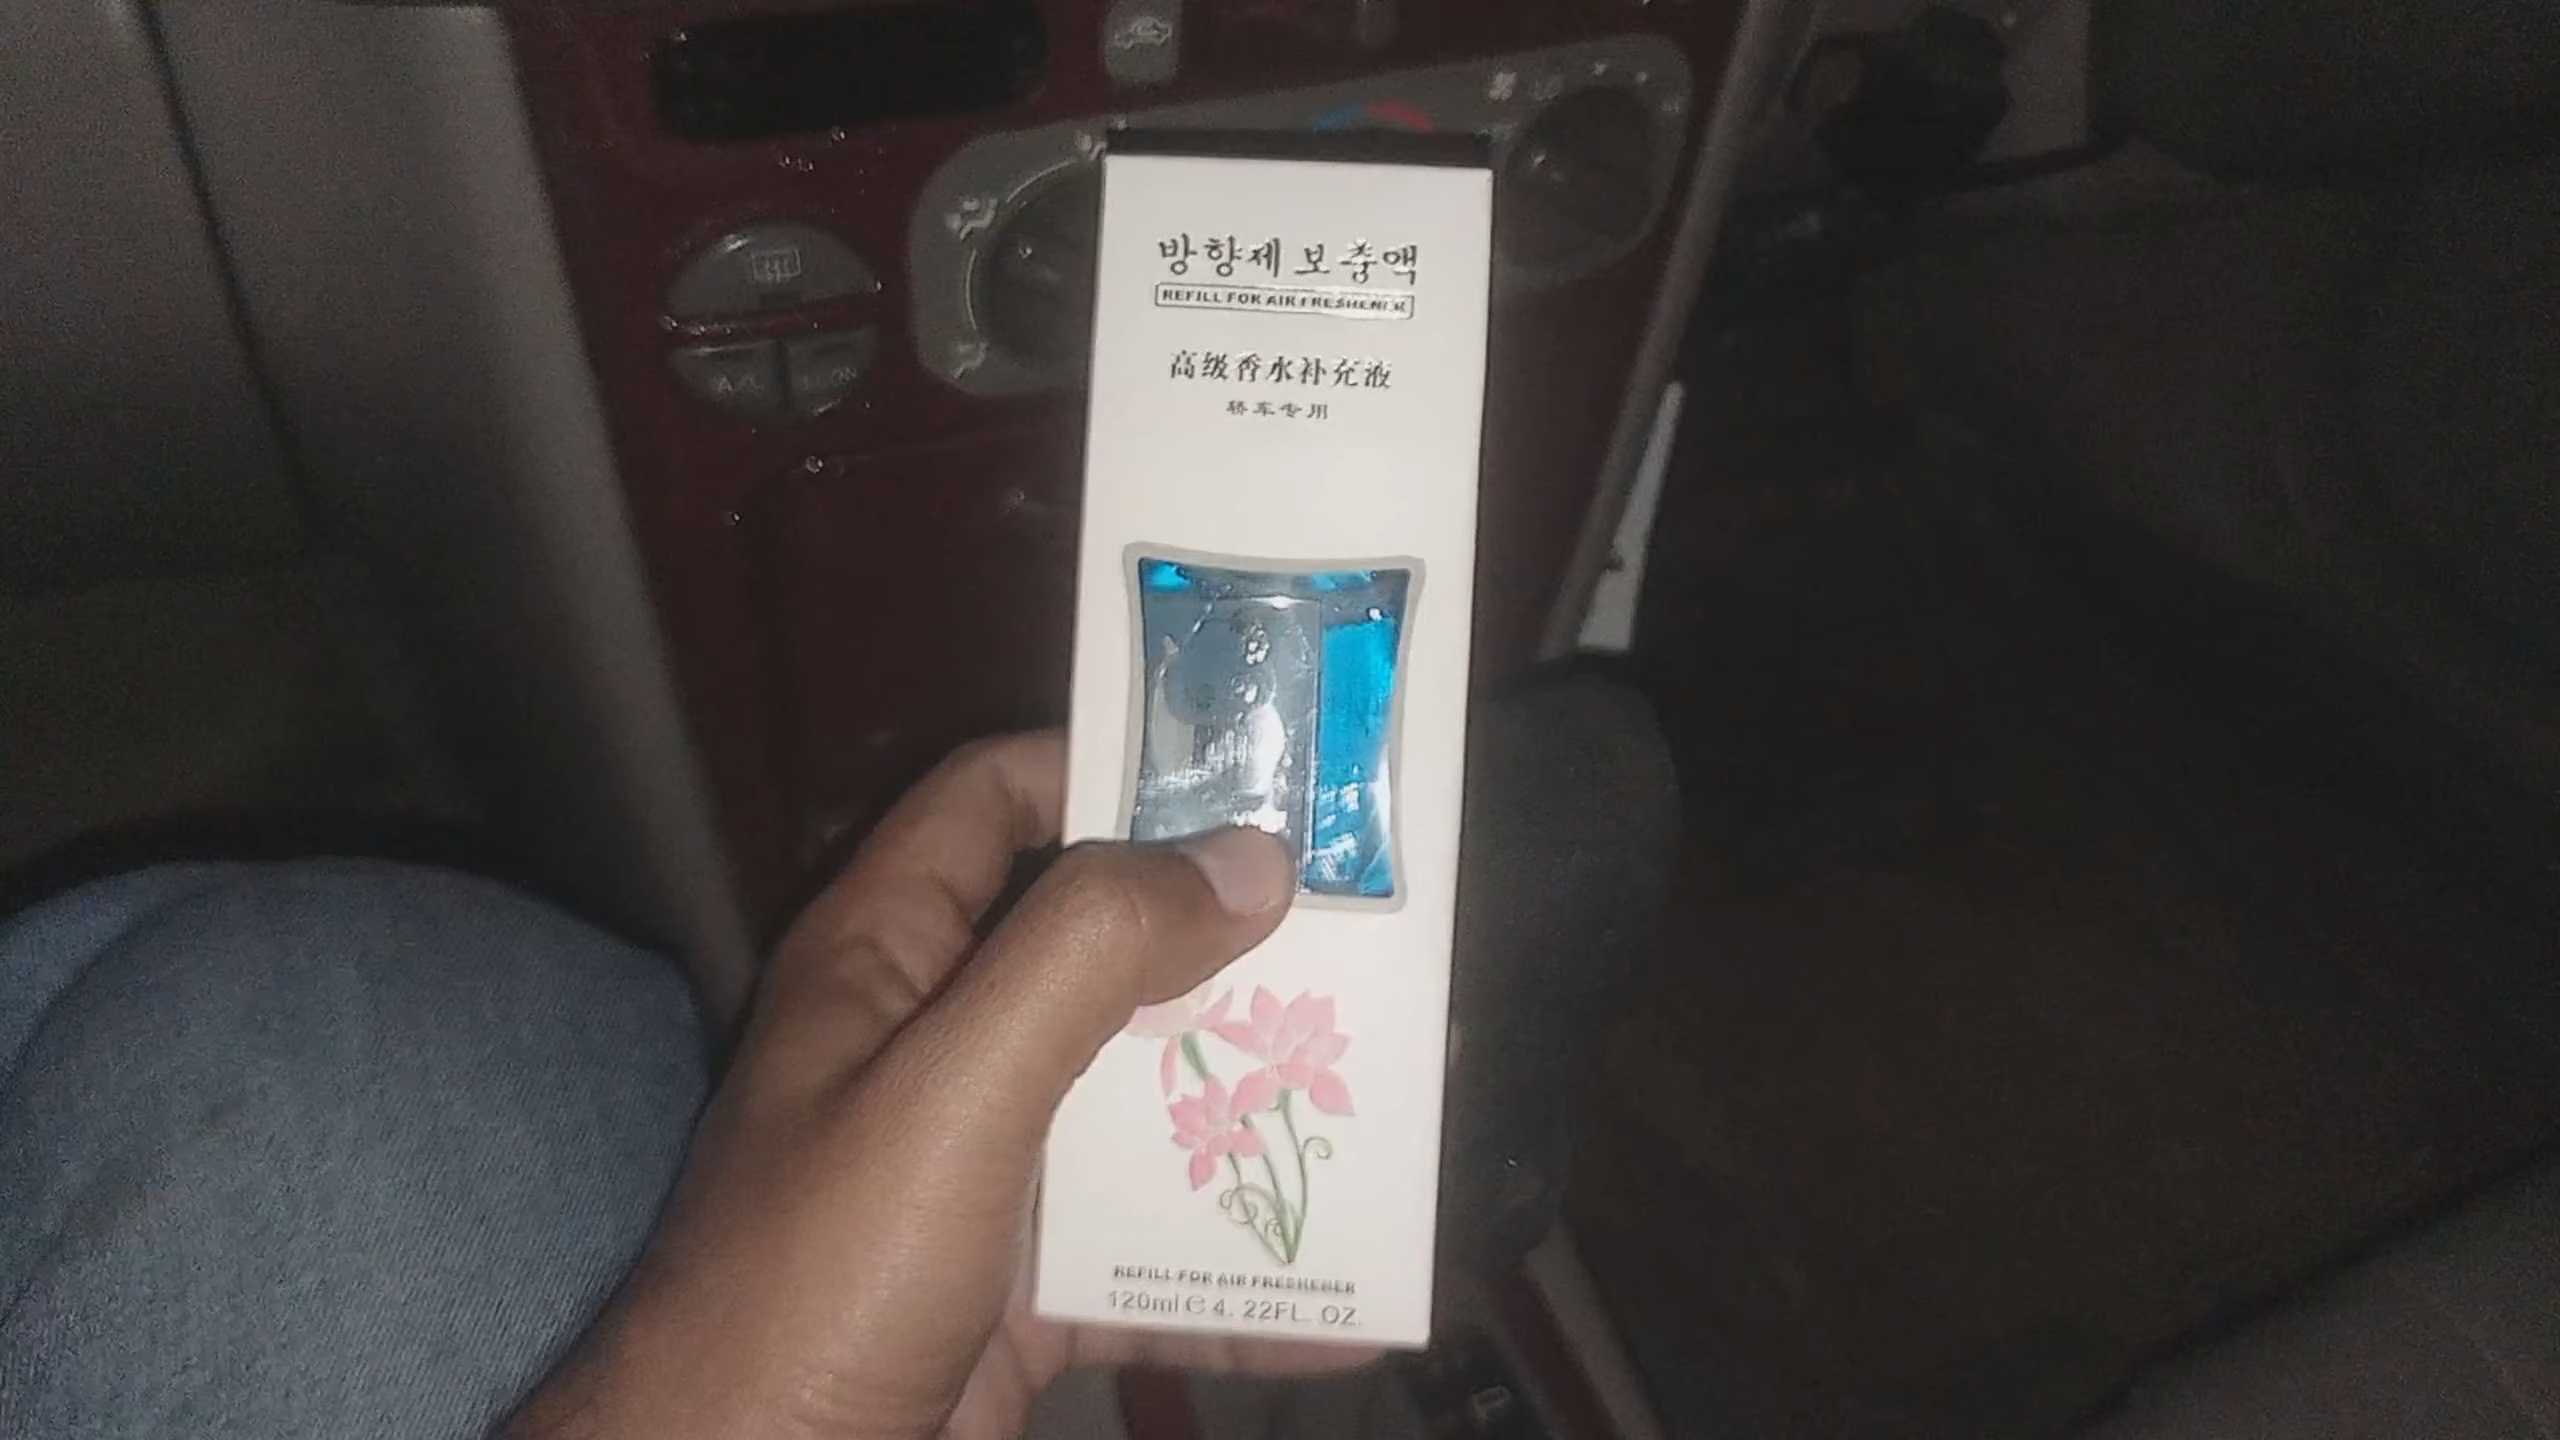 방향제 보충액
REFILL FOR AIR FRESHENER
高级香水补充液
轿车专用
REFILL FOR AIR FRESHENER
120ml ℮ 4. 22FL. OZ.
A/C